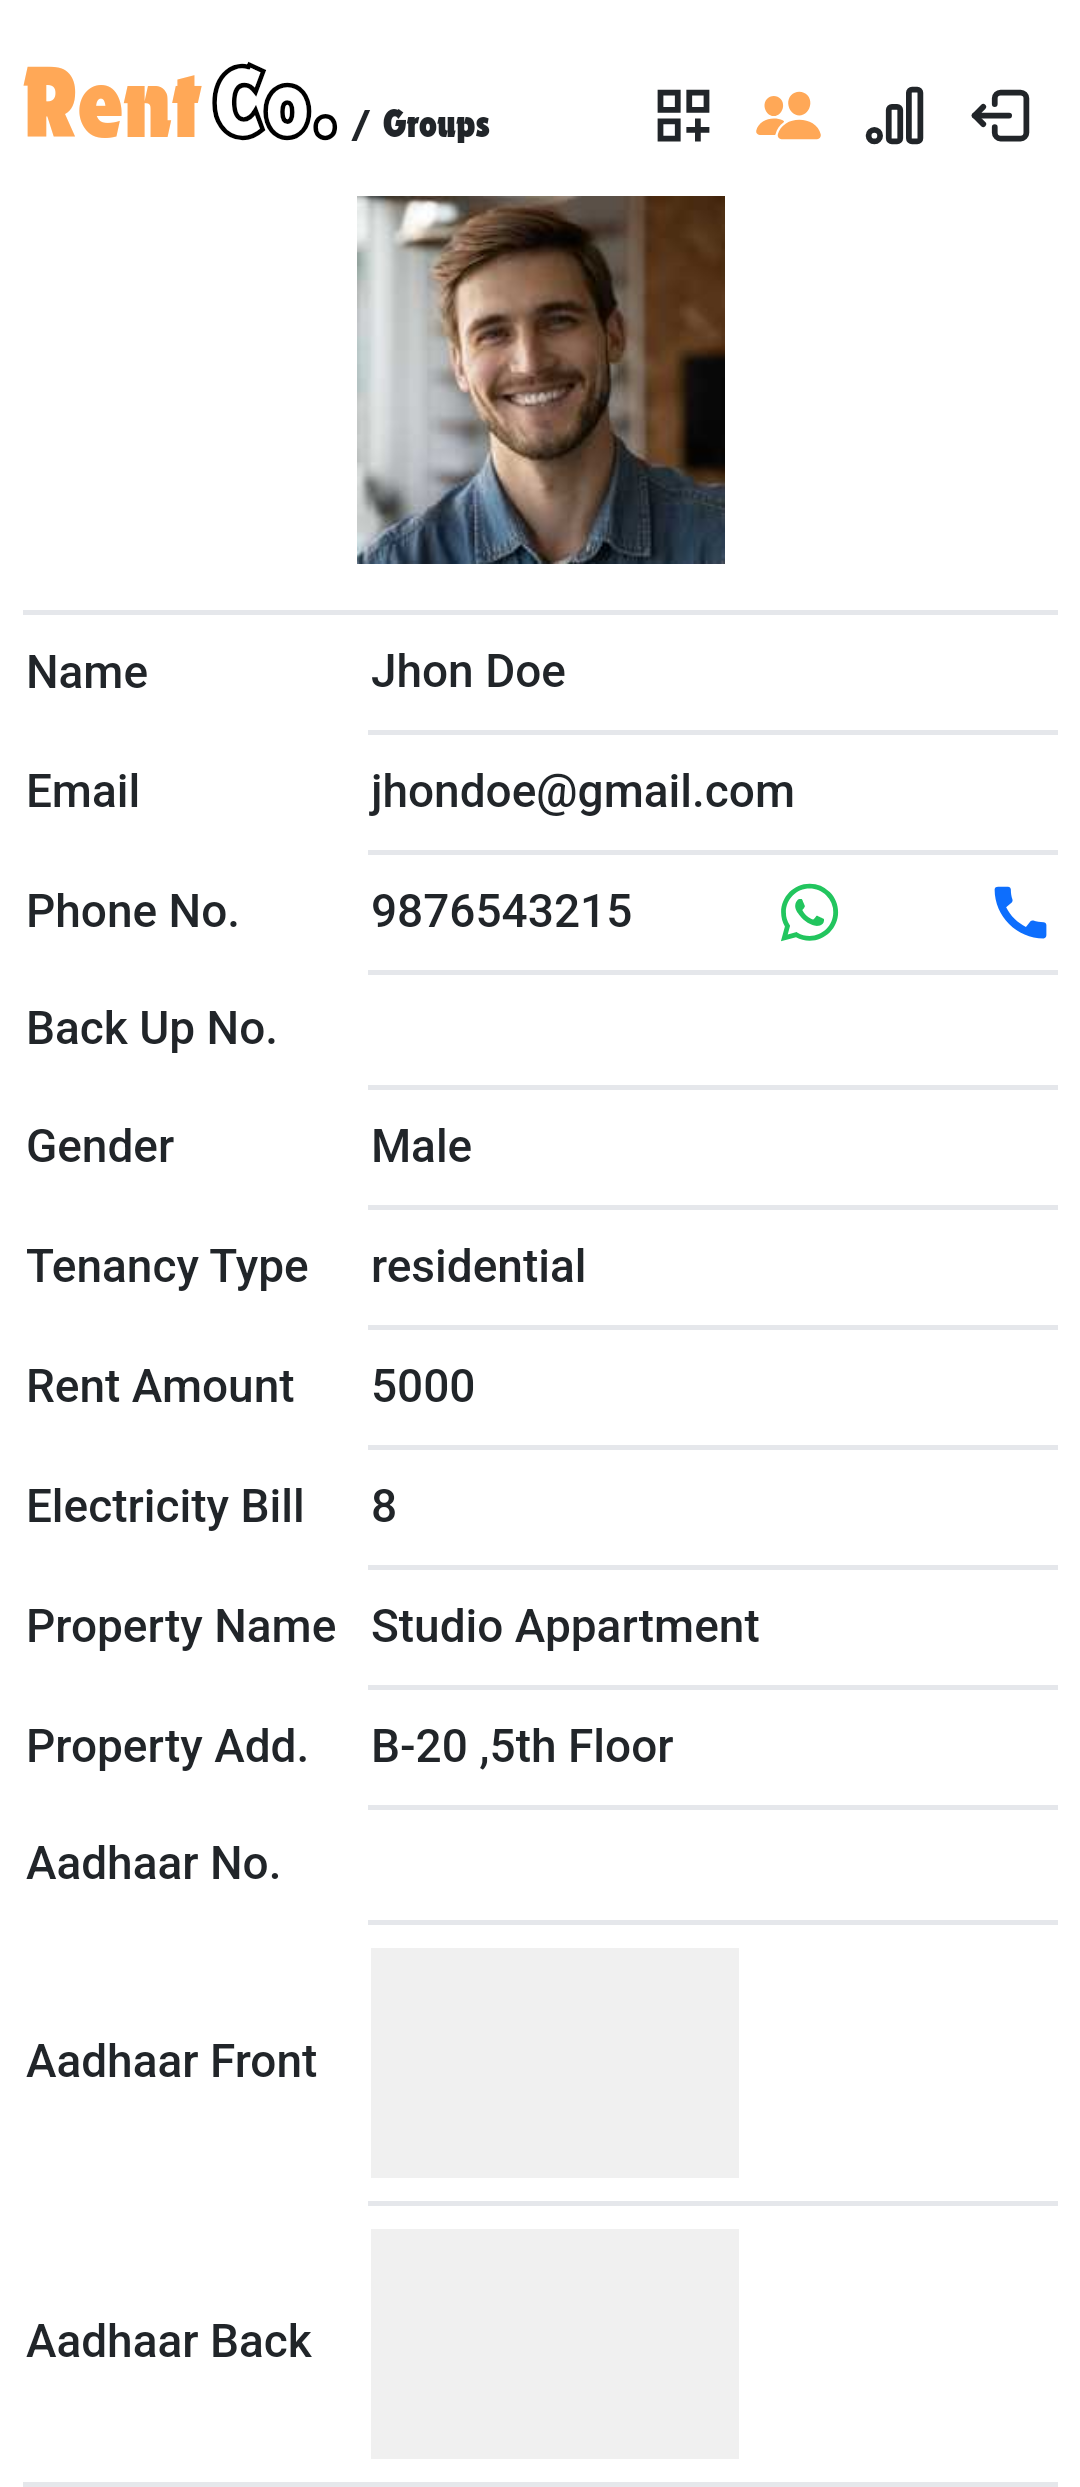 Rent Co. / Groups
Name Jhon Doe
Email jhondoe@gmail.com
Phone No. 9876543215
Back Up No.
Gender Male
Tenancy Type residential
Rent Amount 5000
Electricity Bill 8
Property Name Studio Appartment
Property Add. B-20 ,5th Floor
Aadhaar No.
Aadhaar Front
Aadhaar Back